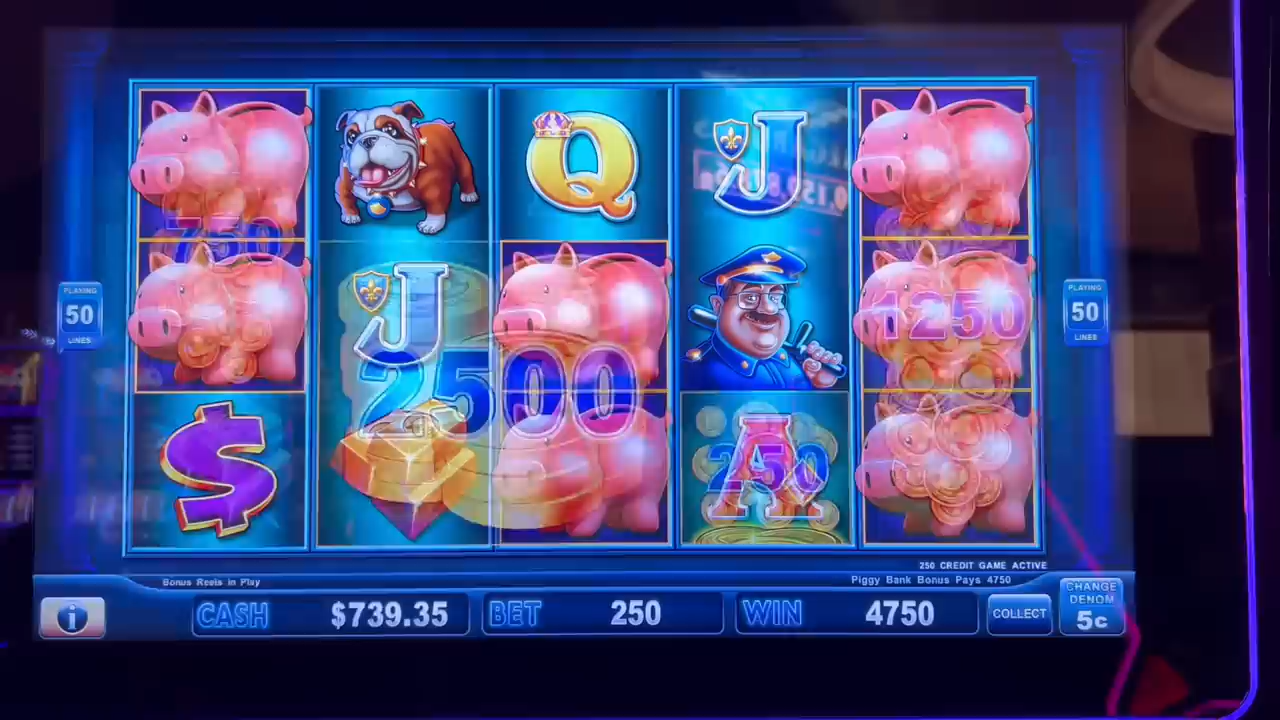 Q
J
750
PLAYING
50
LINES
J
1250
PLAYING
50
LINES
2500
$
250
A
250 CREDIT GAME ACTIVE
Bonus Reels in Play
Piggy Bank Bonus Pays 4750
i
CASH $739.35
BET 250
WIN 4750
COLLECT
CHANGE
DENOM
5c